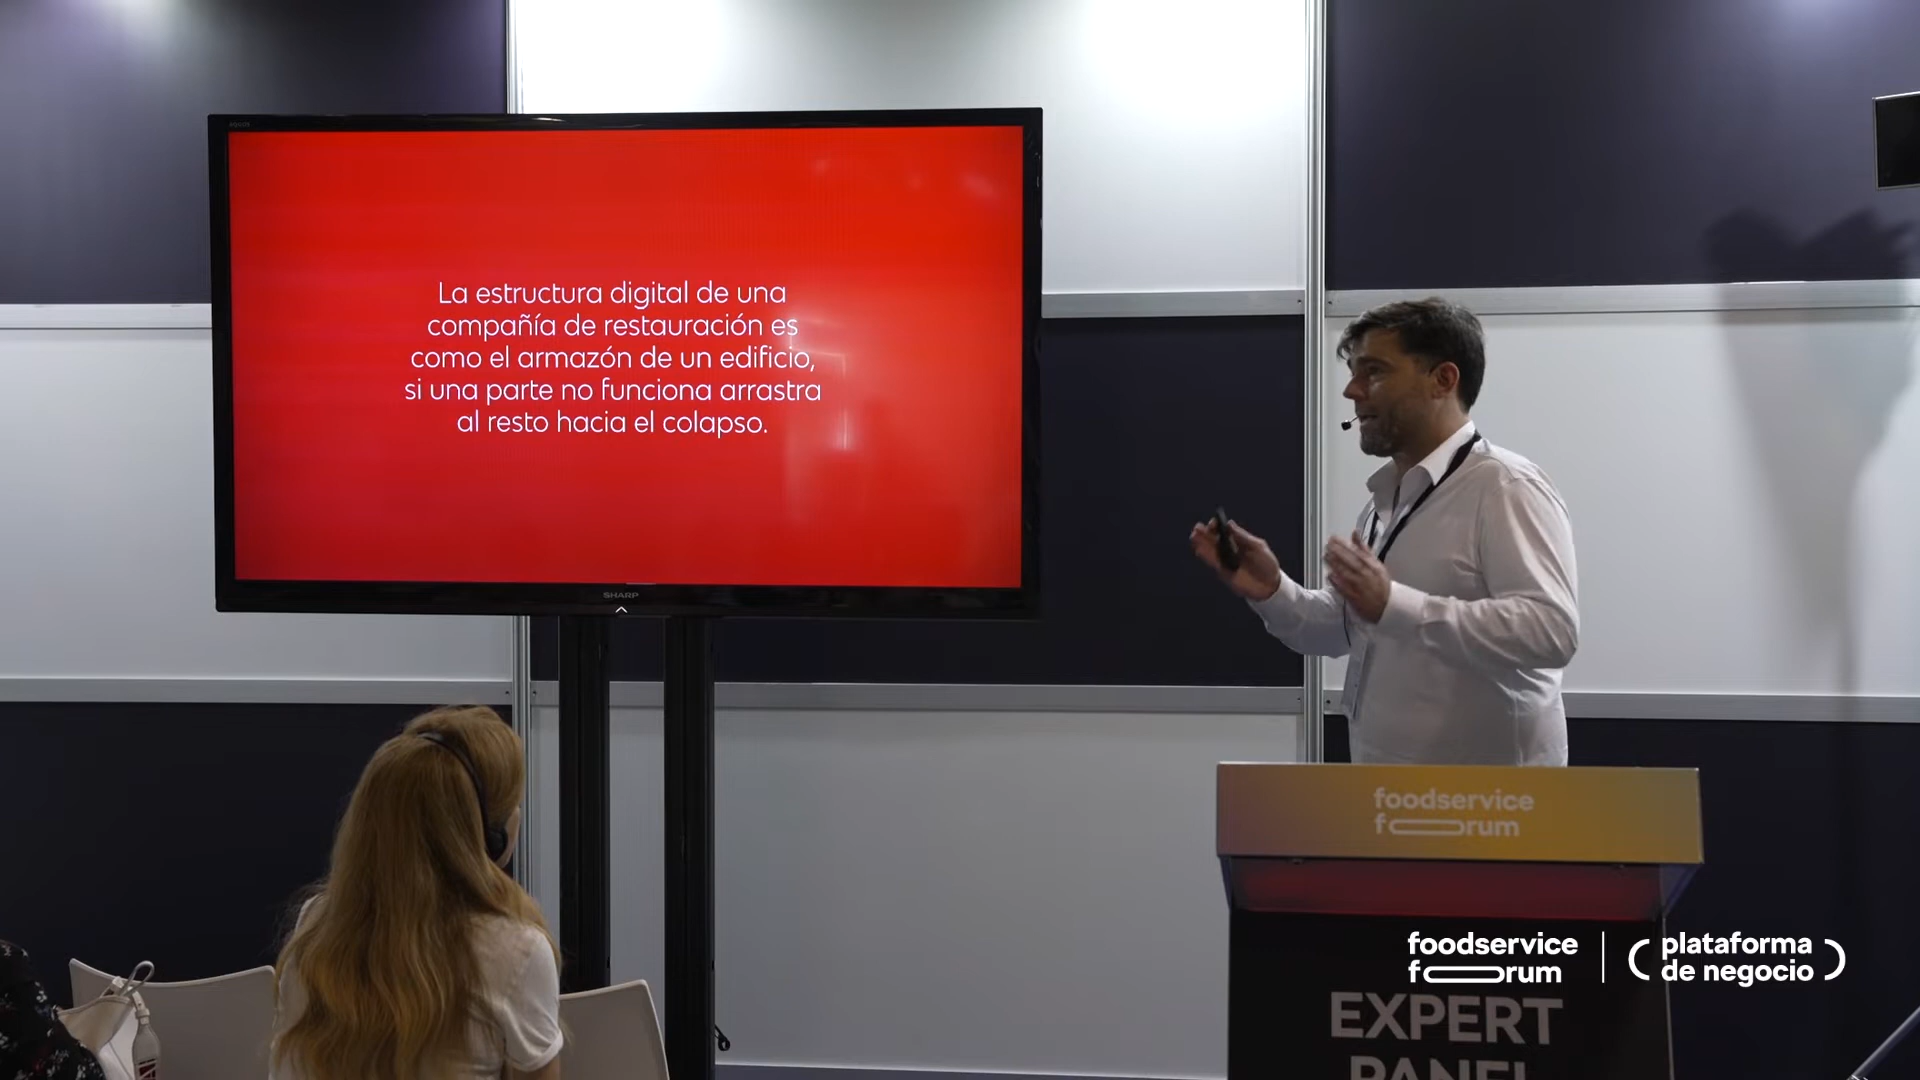 La estructura digital de una
compañía de restauración es
como el armazón de un edificio,
si una parte no funciona arrastra
al resto hacia el colapso.
SHARP
foodservice
forum
foodservice
forum
plataforma
de negocio
EXPERT
PANEL